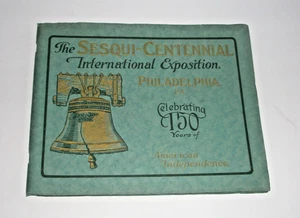 The SESQUI-CENTENNIAL
International Exposition.
PHILADELPHIA
Celebrating
150
Years of
American
Independence